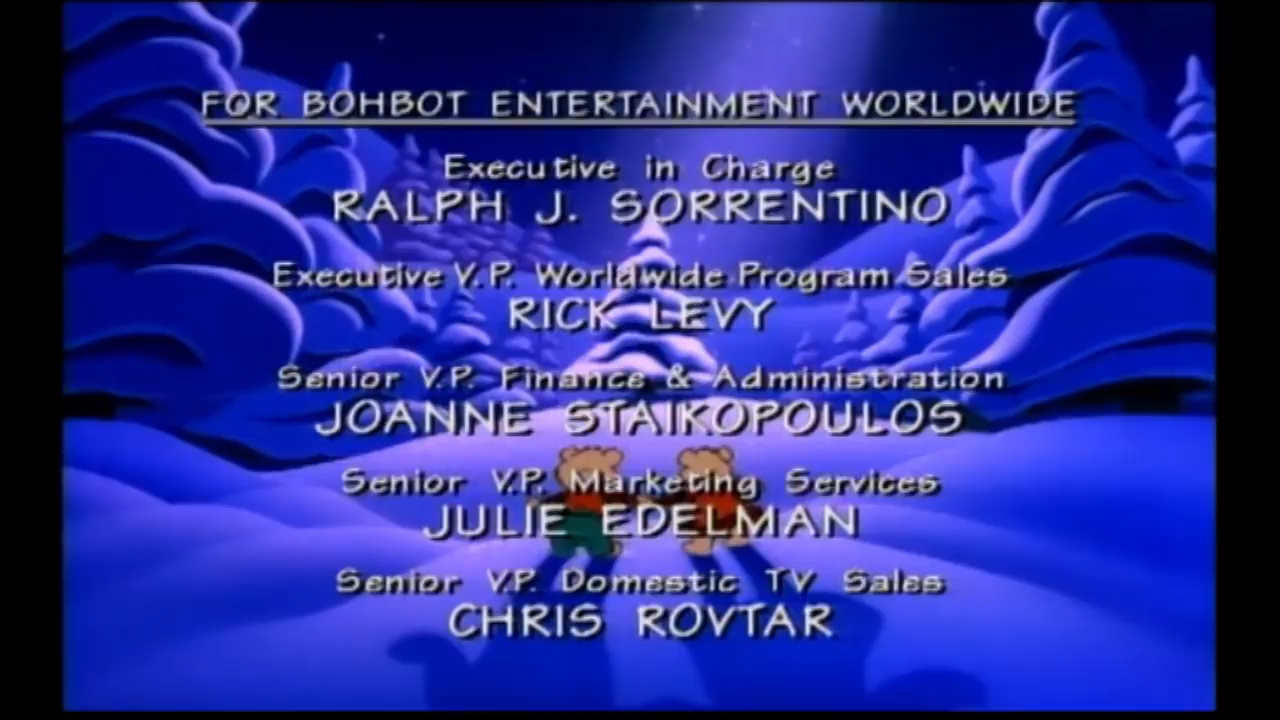 FOR BOHBOT ENTERTAINMENT WORLDWIDE
Executive in Charge
RALPH J. SORRENTINO
Executive V.P. Worldwide Program Sales
RICK LEVY
Senior V.P. Finance & Administration
JOANNE STAIKOPOULOS
Senior V.P. Marketing Services
JULIE EDELMAN
Senior V.P. Domestic TV Sales
CHRIS ROVTAR